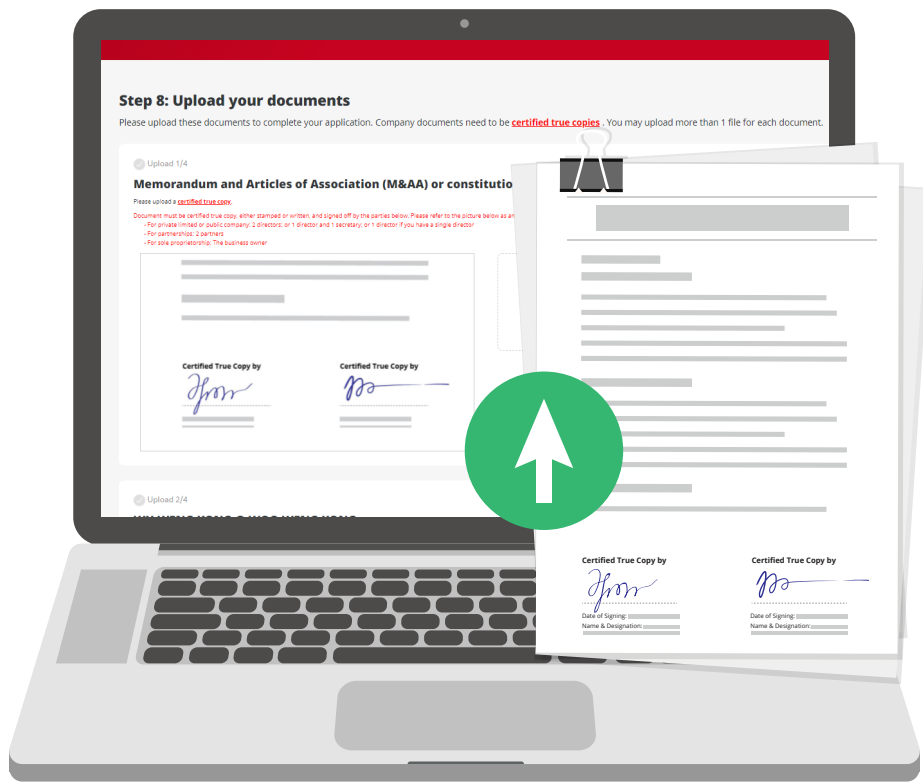 Step 8: Upload your documents
Please upload these documents to complete your application. Company documents need to be certified true copies . You may upload more than 1 file for each document.
Upload 1/4
Memorandum and Articles of Association (M&AA) or constitutio
Please upload a certified true copy.
Document must be certified true copy, either stamped or written, and signed off by the parties below. Please refer to the picture below as an
- For private limited or public company: 2 directors; or 1 director and 1 secretary; or 1 director if you have a single director
- For partnerships: 2 partners
- For sole proprietorship: The business owner
Certified True Copy by
Certified True Copy by
Upload 2/4
Certified True Copy by
Certified True Copy by
Date of Signing:
Date of Signing:
Name & Designation:
Name & Designation: